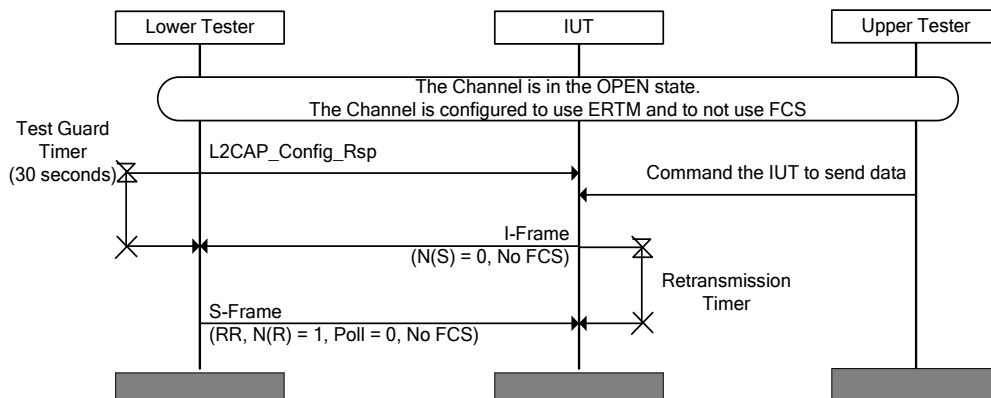 Lower Tester
IUT
Upper Tester
The Channel is in the OPEN state.
The Channel is configured to use ERTM and to not use FCS
Test Guard
Timer
(30 seconds)
L2CAP_Config_Rsp
Command the IUT to send data
I-Frame
(N(S) = 0, No FCS)
Retransmission
Timer
S-Frame
(RR, N(R) = 1, Poll = 0, No FCS)